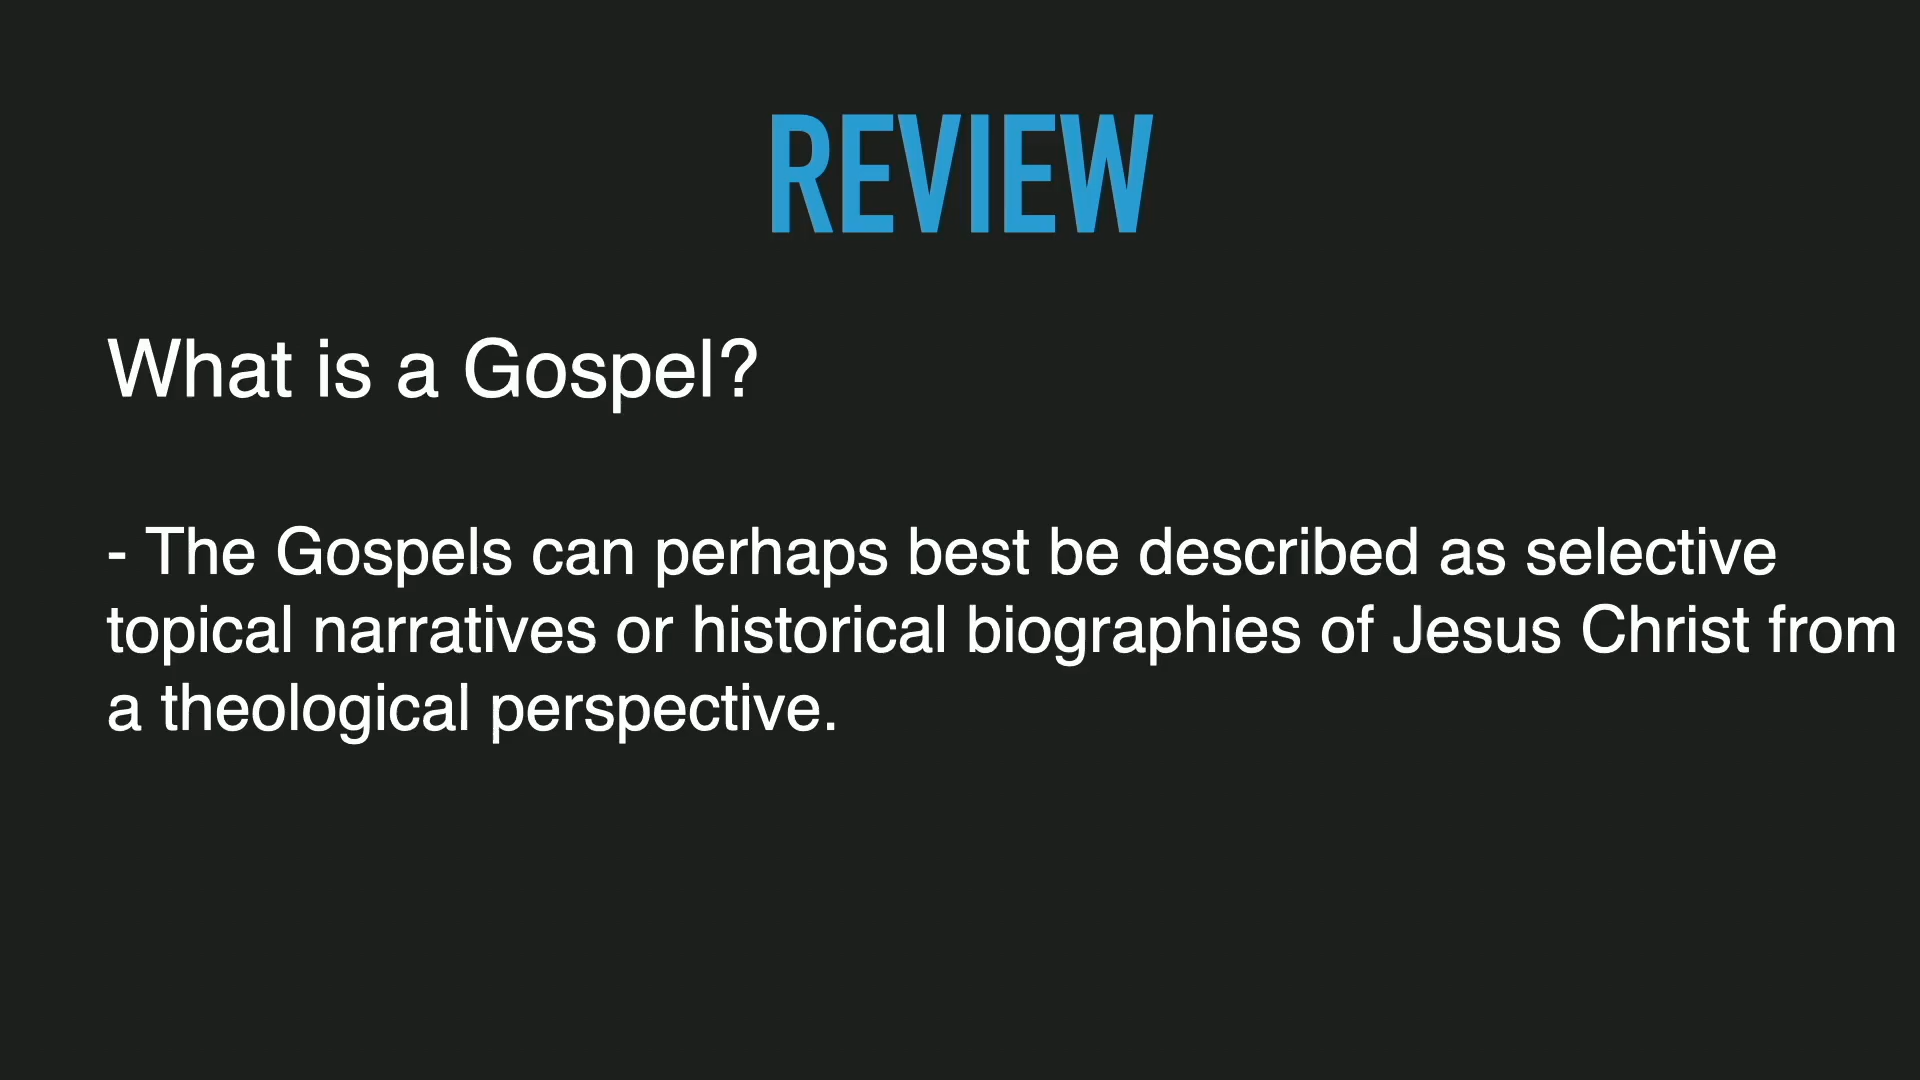 REVIEW
What is a Gospel?
- The Gospels can perhaps best be described as selective
topical narratives or historical biographies of Jesus Christ from
a theological perspective.